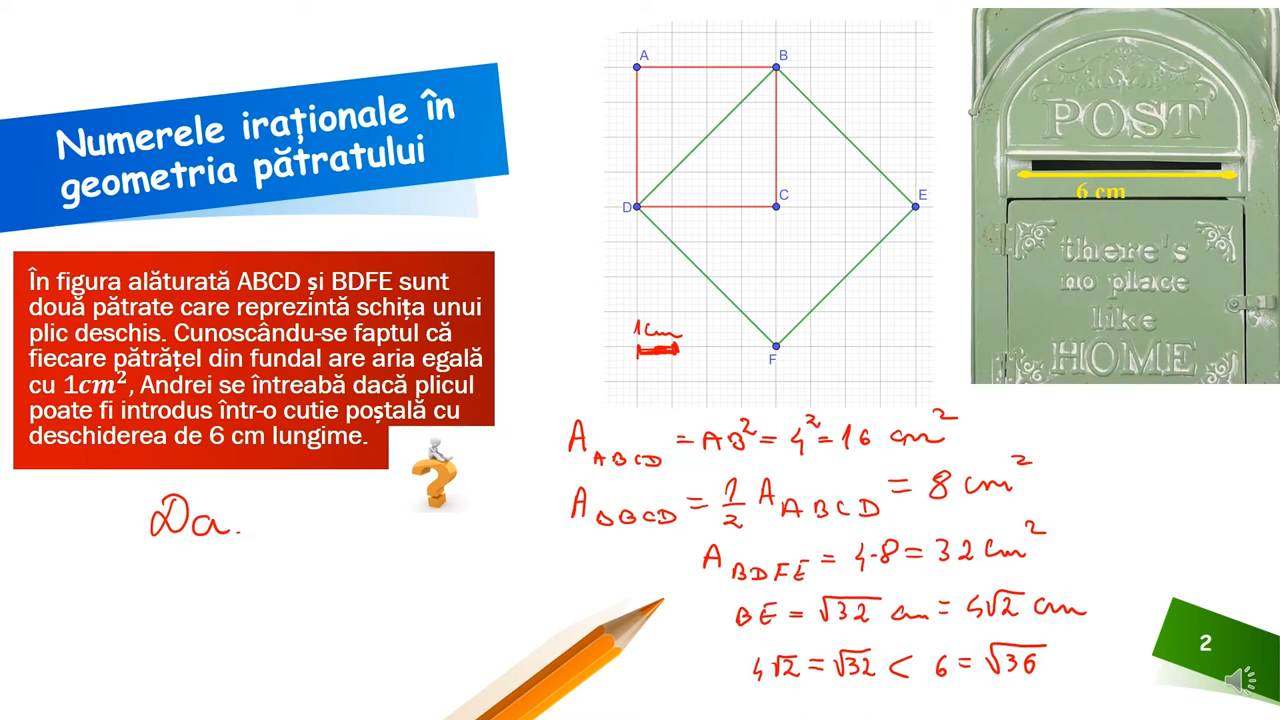 Numerele iraționale în
geometria pătratului
În figura alăturată ABCD și BDFE sunt
două pătrate care reprezintă schița unui
plic deschis. Cunoscându-se faptul că
fiecare pătrățel din fundal are aria egală
cu 1cm², Andrei se întreabă dacă plicul
poate fi introdus într-o cutie poștală cu
deschiderea de 6 cm lungime.
?
Da.
A
B
D
C
E
F
1cm
POST
6 cm
there's
no place
like
HOME
A_ABCD = AB² = 4² = 16 cm²
A_ΔBCD = 1/2 A_ABCD = 8 cm²
A_BDFE = 4·8 = 32 cm²
BE = √32 cm = 4√2 cm
4√2 = √32 < 6 = √36
2